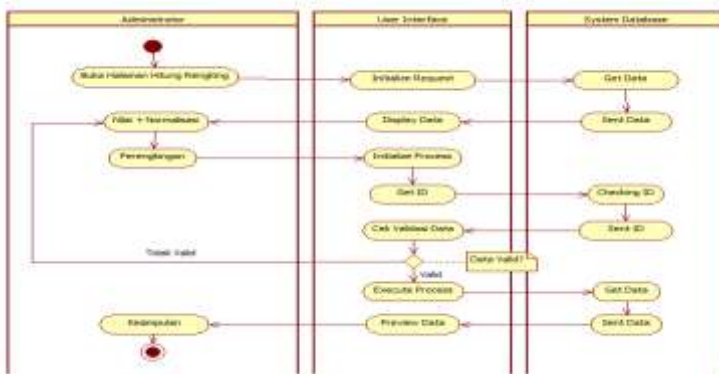 Administrator
User Interface
System Database
Buka Halaman Hitung Rangking
Initialize Request
Get Data
Nilai + Normalisasi
Display Data
Sent Data
Perengkingan
Initialize Process
Get ID
Checking ID
Cek Validasi Data
Sent ID
Tidak Valid
Data Valid?
Valid
Execute Process
Get Data
Kesimpulan
Preview Data
Sent Data